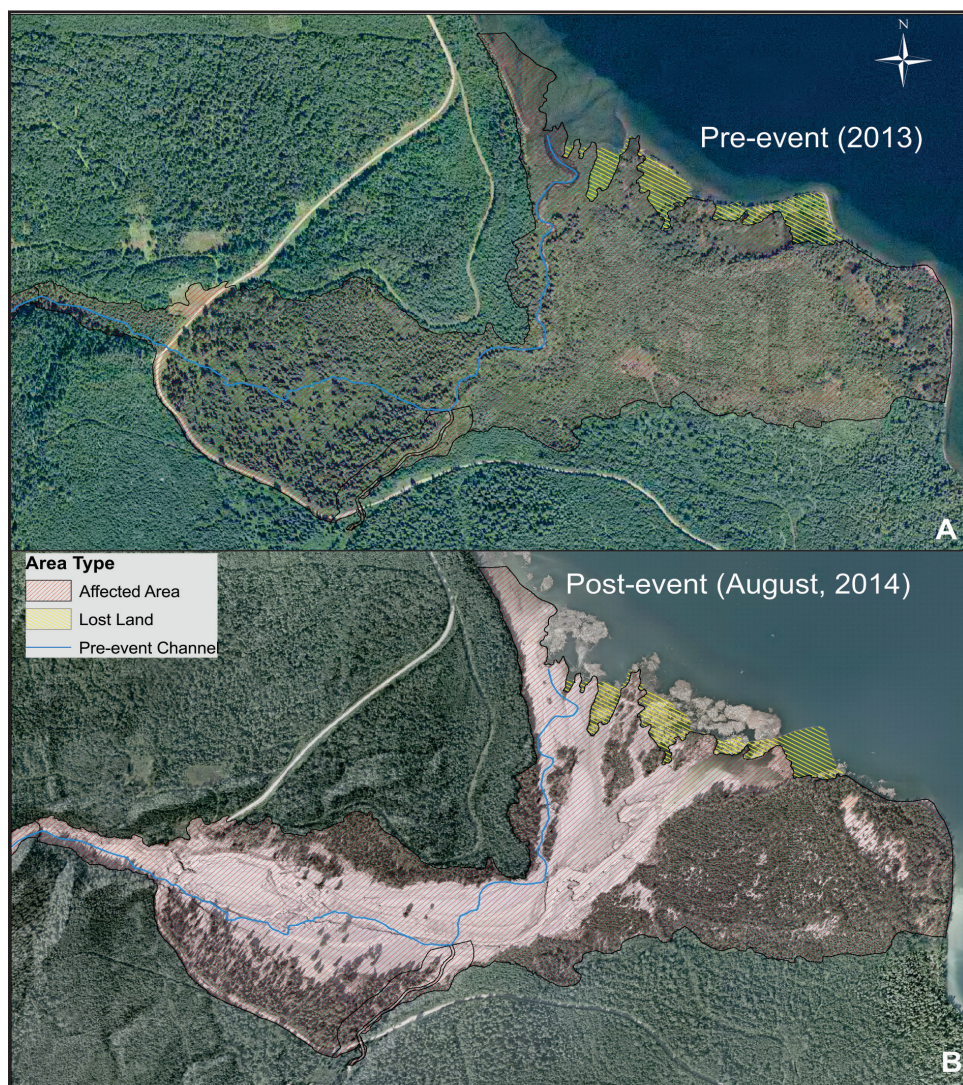 N
Pre-event (2013)
A
Area Type
Affected Area
Lost Land
Pre-event Channel
Post-event (August, 2014)
B